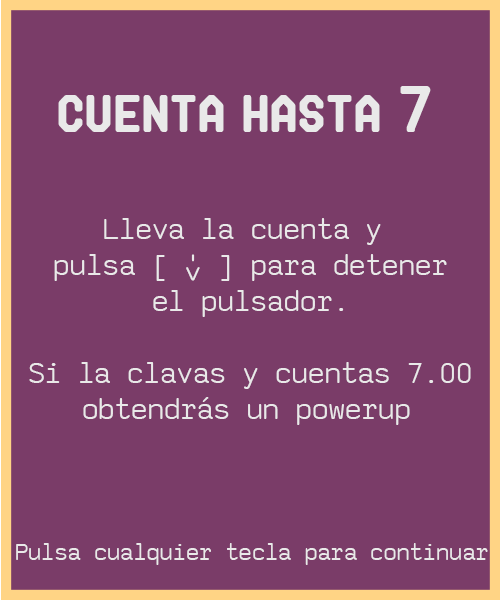 CUENTA HASTA 7
Lleva la cuenta y
pulsa [ ↓ ] para detener
el pulsador.
Si la clavas y cuentas 7.00
obtendrás un powerup
Pulsa cualquier tecla para continuar